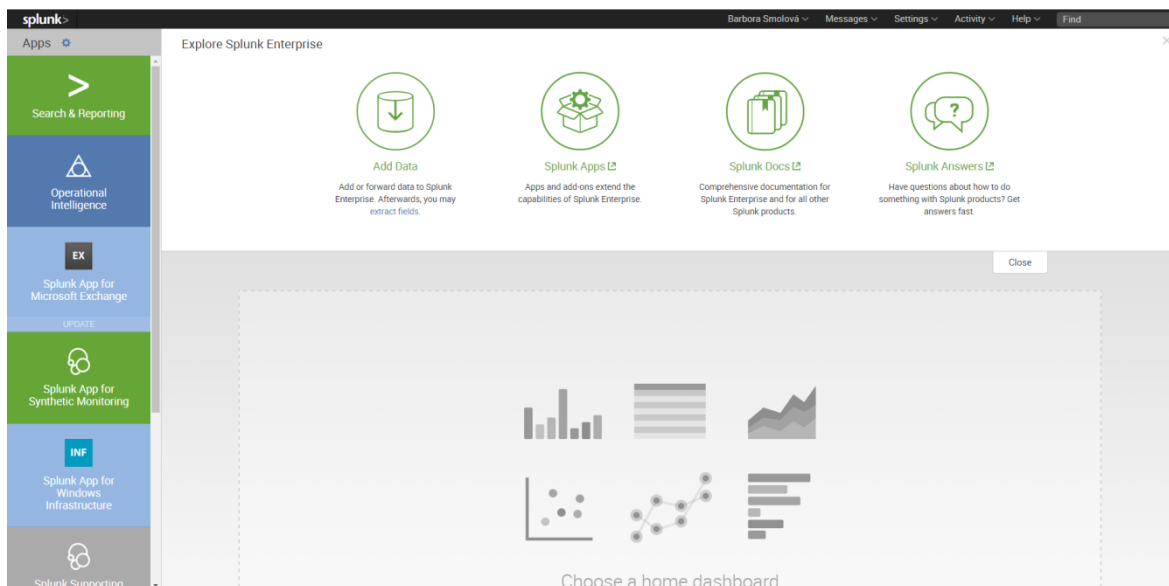 splunk>
Barbora Smolová Messages Settings Activity Help Find
Apps
Explore Splunk Enterprise
Search & Reporting
Operational
Intelligence
EX
Splunk App for
Microsoft Exchange
UPDATE
Splunk App for
Synthetic Monitoring
INF
Splunk App for
Windows
Infrastructure
Splunk Supporting
Add Data
Add or forward data to Splunk
Enterprise. Afterwards, you may
extract fields.
Splunk Apps
Apps and add-ons extend the
capabilities of Splunk Enterprise.
Splunk Docs
Comprehensive documentation for
Splunk Enterprise and for all other
Splunk products.
?
Splunk Answers
Have questions about how to do
something with Splunk products? Get
answers fast.
Close
Choose a home dashboard